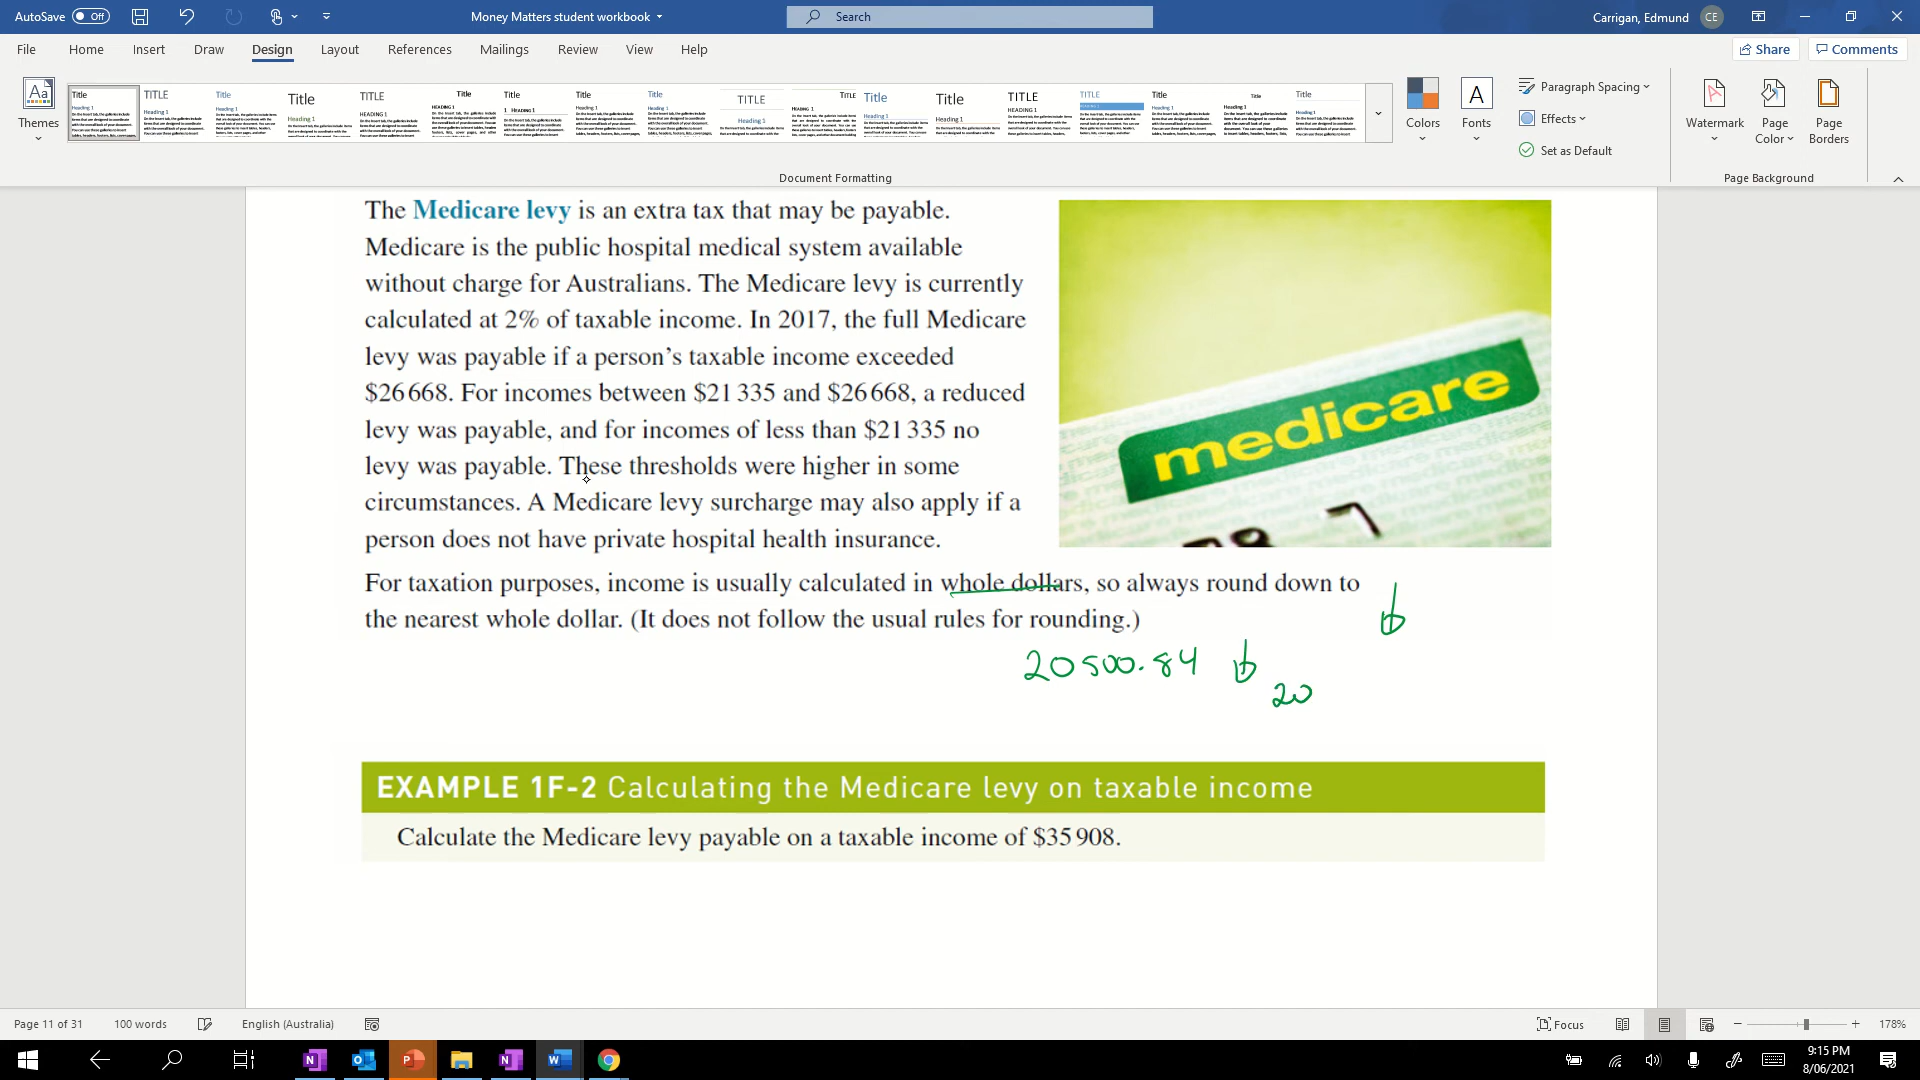 AutoSave Off Money Matters student workbook Search Carrigan, Edmund CE
File Home Insert Draw Design Layout References Mailings Review View Help Share Comments
Themes Colors Fonts Paragraph Spacing Effects Set as Default Watermark Page Color Page Borders
Document Formatting Page Background
The Medicare levy is an extra tax that may be payable.
Medicare is the public hospital medical system available
without charge for Australians. The Medicare levy is currently
calculated at 2% of taxable income. In 2017, the full Medicare
levy was payable if a person's taxable income exceeded
$26 668. For incomes between $21 335 and $26 668, a reduced
levy was payable, and for incomes of less than $21 335 no
levy was payable. These thresholds were higher in some
circumstances. A Medicare levy surcharge may also apply if a
person does not have private hospital health insurance.
medicare
For taxation purposes, income is usually calculated in whole dollars, so always round down to
the nearest whole dollar. (It does not follow the usual rules for rounding.)
20500.84
20
EXAMPLE 1F-2 Calculating the Medicare levy on taxable income
Calculate the Medicare levy payable on a taxable income of $35 908.
Page 11 of 31 100 words English (Australia) Focus 178%
9:15 PM
8/06/2021